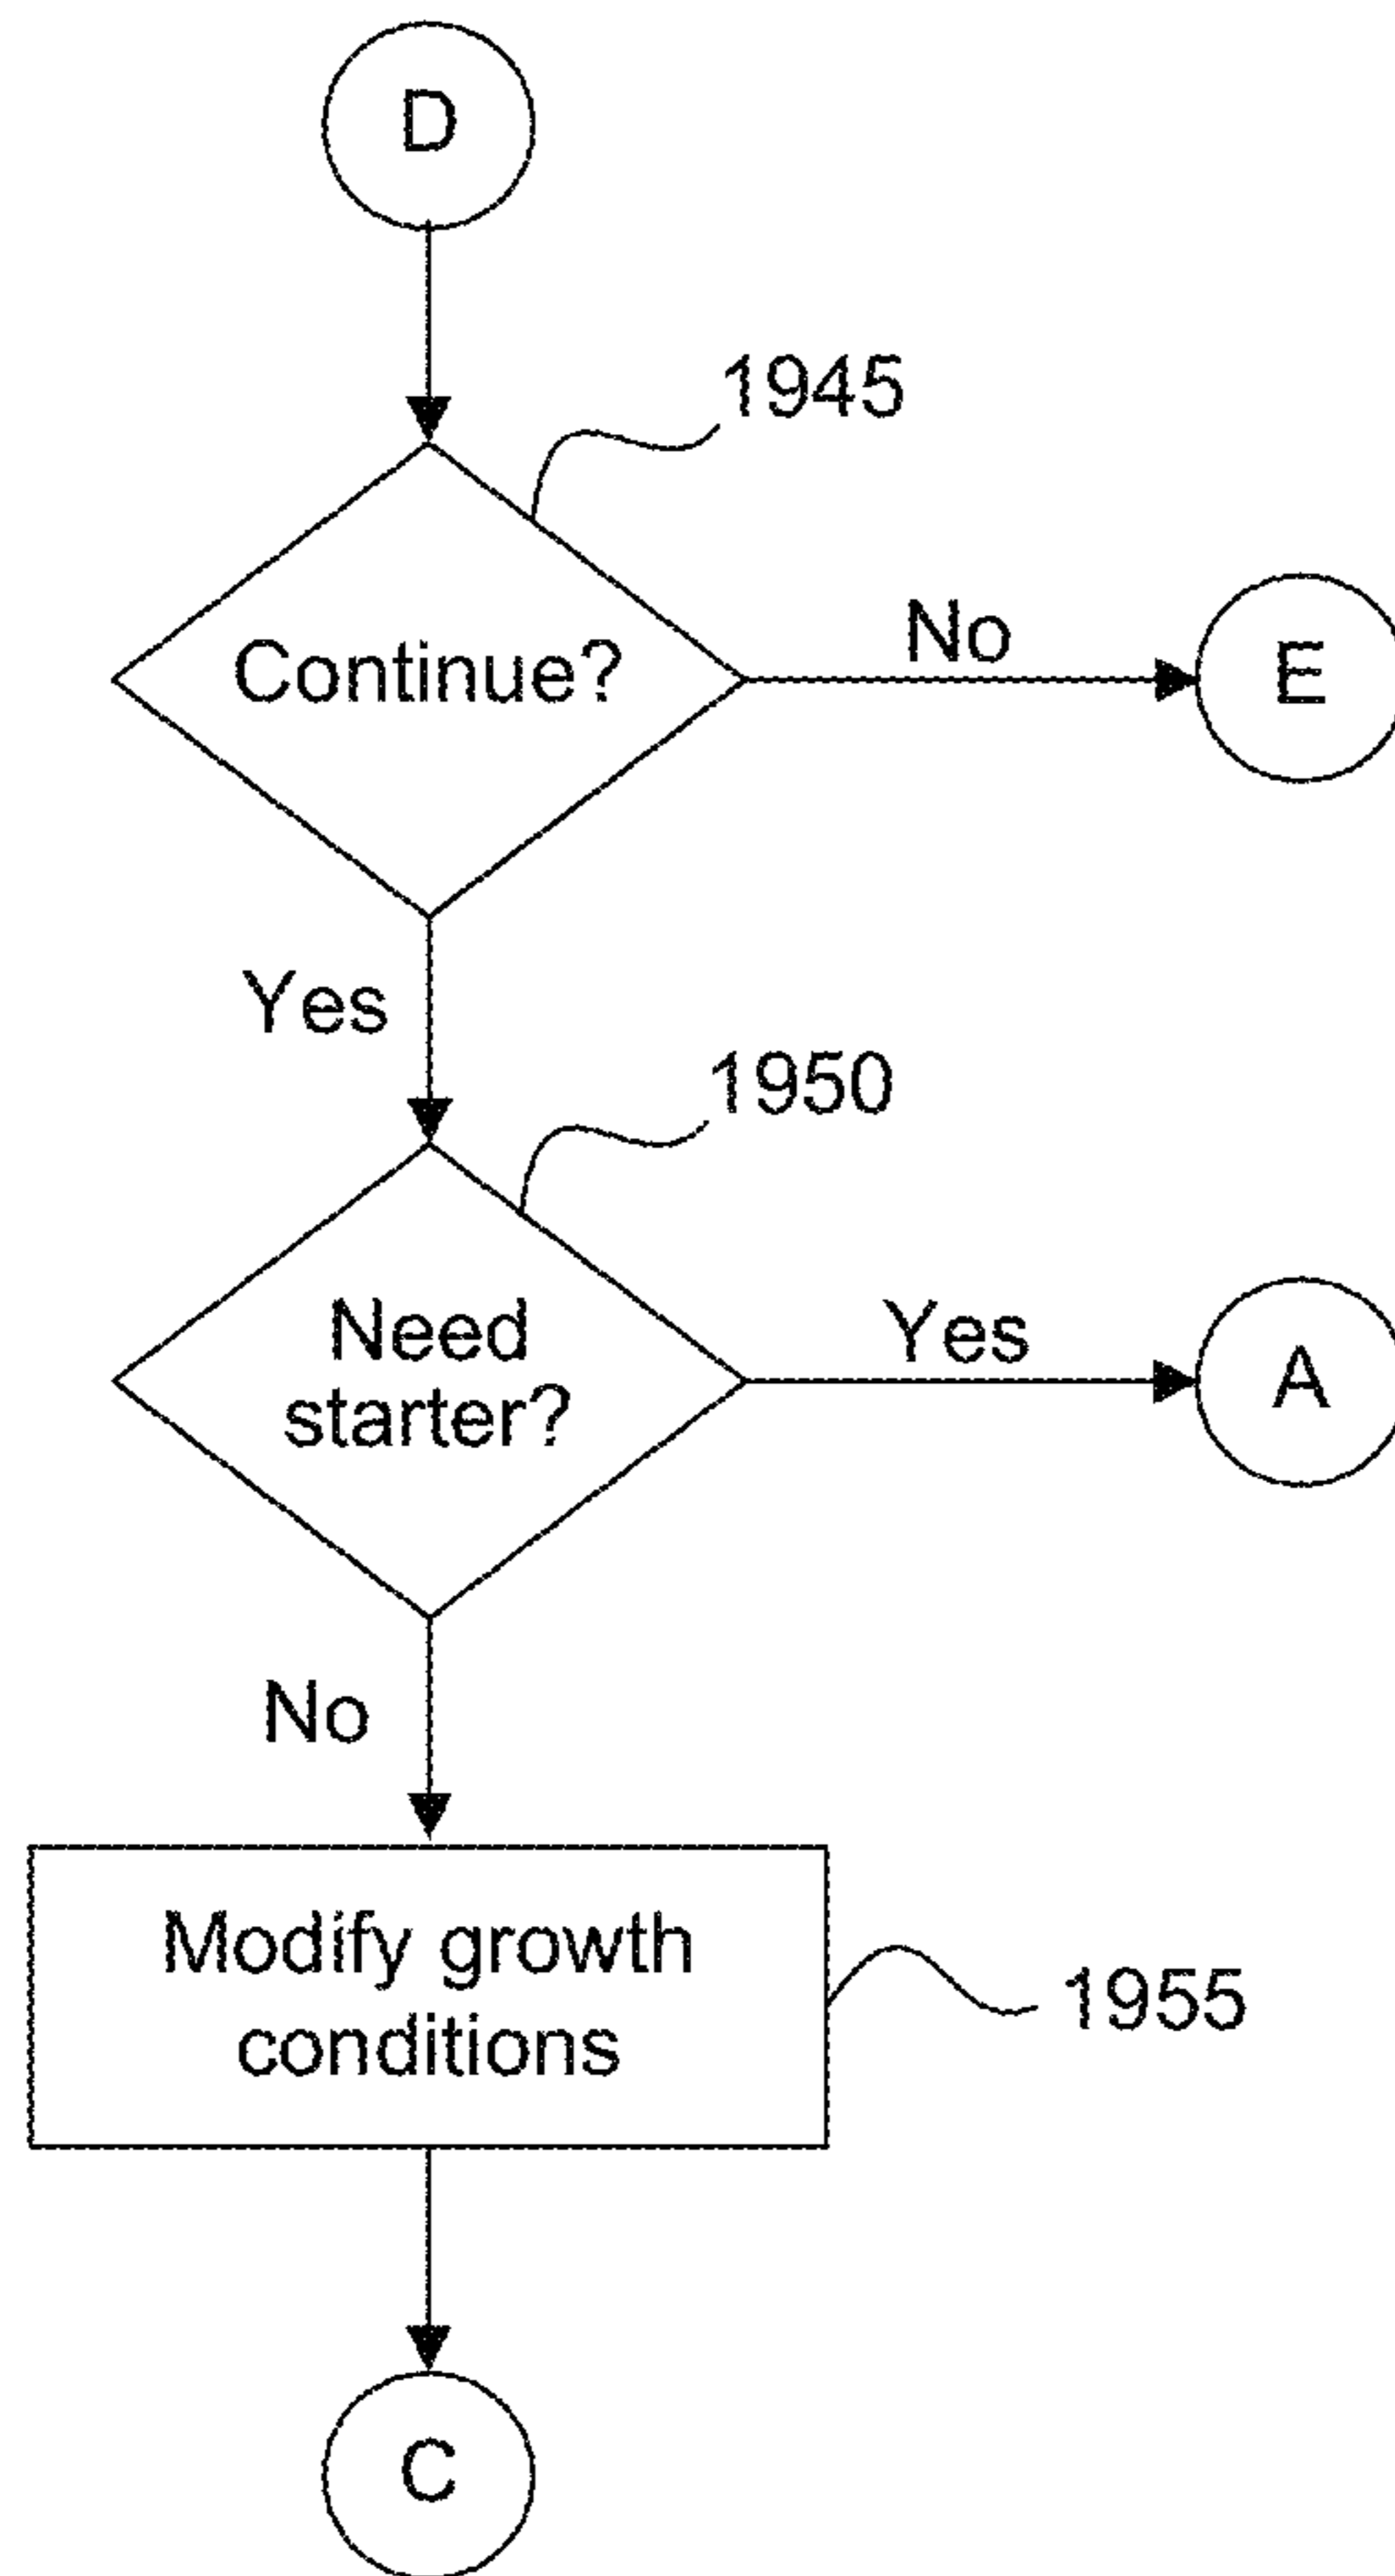 D
1945
Continue?
No
E
Yes
1950
Need
starter?
Yes
A
No
Modify growth
conditions
1955
C